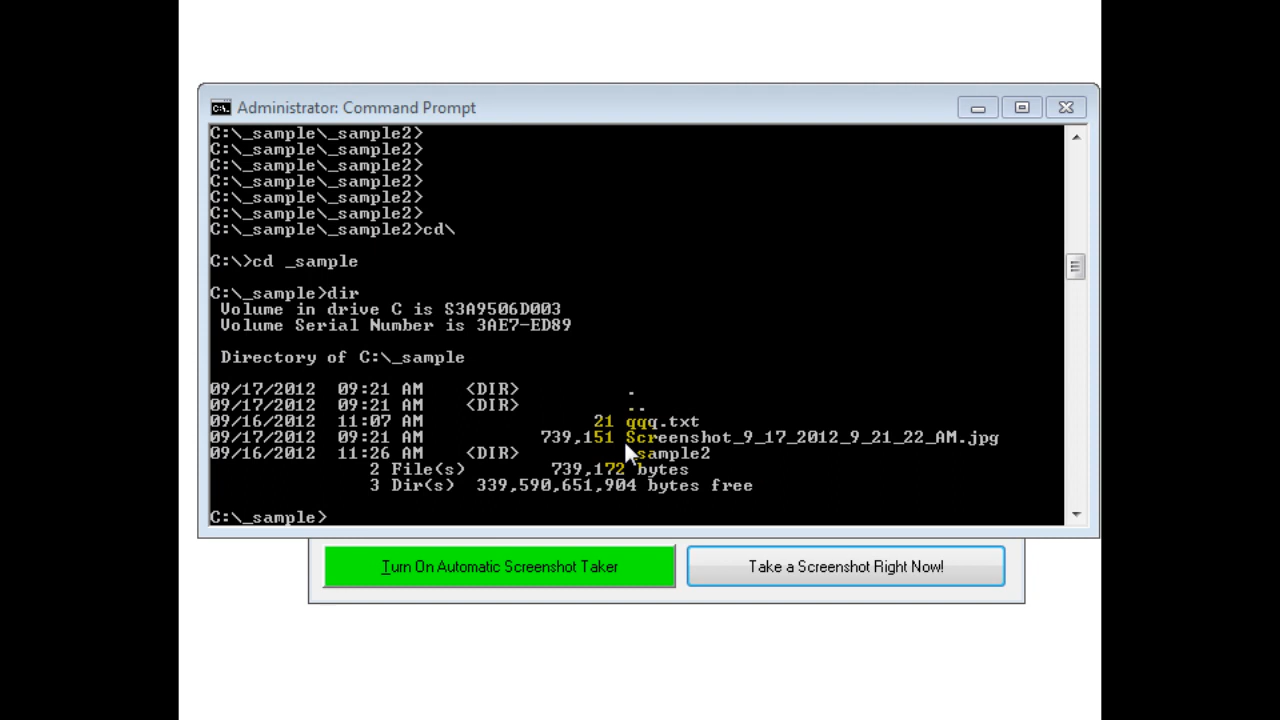 Administrator: Command Prompt
C:\_sample\_sample2>
C:\_sample\_sample2>
C:\_sample\_sample2>
C:\_sample\_sample2>
C:\_sample\_sample2>
C:\_sample\_sample2>
C:\_sample\_sample2>cd\
C:\>cd _sample
C:\_sample>dir
Volume in drive C is S3A9506D003
Volume Serial Number is 3AE7-ED89
Directory of C:\_sample
09/17/2012 09:21 AM <DIR> .
09/17/2012 09:21 AM <DIR> ..
09/16/2012 11:07 AM 21 qqq.txt
09/17/2012 09:21 AM 739,151 Screenshot_9_17_2012_9_21_22_AM.jpg
09/16/2012 11:26 AM <DIR> _sample2
2 File(s) 739,172 bytes
3 Dir(s) 339,590,651,904 bytes free
C:\_sample>
Turn On Automatic Screenshot Taker
Take a Screenshot Right Now!